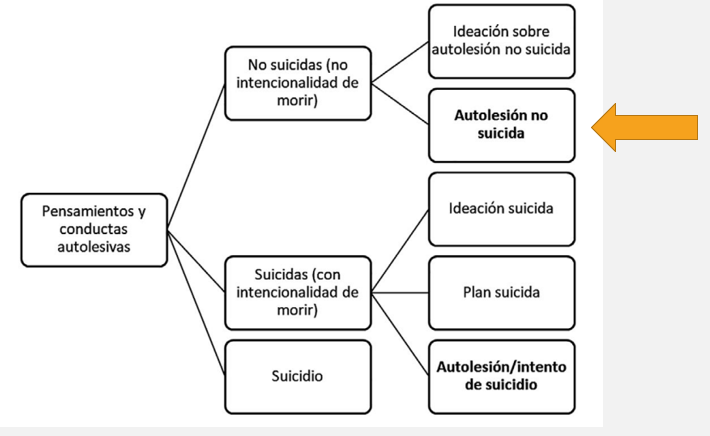 Ideación sobre
autolesión no suicida
No suicidas (no
intencionalidad de
morir)
Autolesión no
suicida
Pensamientos y
conductas
autolesivas
Ideación suicida
Suicidas (con
intencionalidad de
morir)
Plan suicida
Suicidio
Autolesión/intento
de suicidio